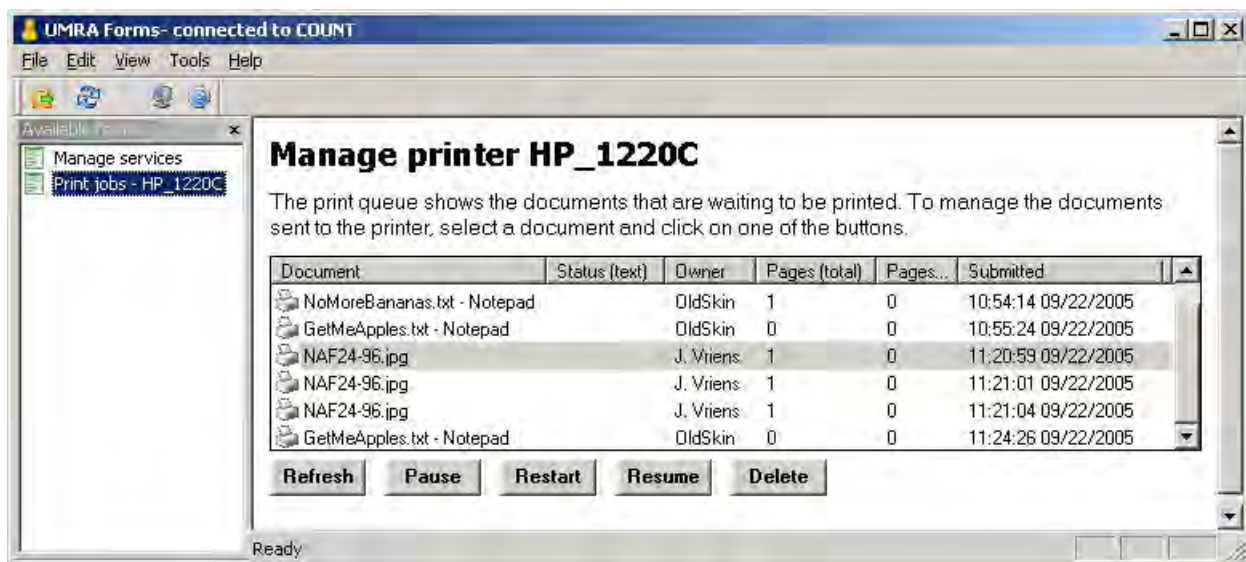 UMRA Forms- connected to COUNT
File Edit View Tools Help
Available
Manage services
Print jobs - HP_1220C
Manage printer HP_1220C
The print queue shows the documents that are waiting to be printed. To manage the documents
sent to the printer, select a document and click on one of the buttons.
Document Status (text) Owner Pages (total) Pages... Submitted
NoMoreBananas.txt - Notepad OldSkin 1 0 10:54:14 09/22/2005
GetMeApples.txt - Notepad OldSkin 0 0 10:55:24 09/22/2005
NAF24-96.jpg J. Vriens 1 0 11:20:59 09/22/2005
NAF24-96.jpg J. Vriens 1 0 11:21:01 09/22/2005
NAF24-96.jpg J. Vriens 1 0 11:21:04 09/22/2005
GetMeApples.txt - Notepad OldSkin 0 0 11:24:26 09/22/2005
Refresh Pause Restart Resume Delete
Ready